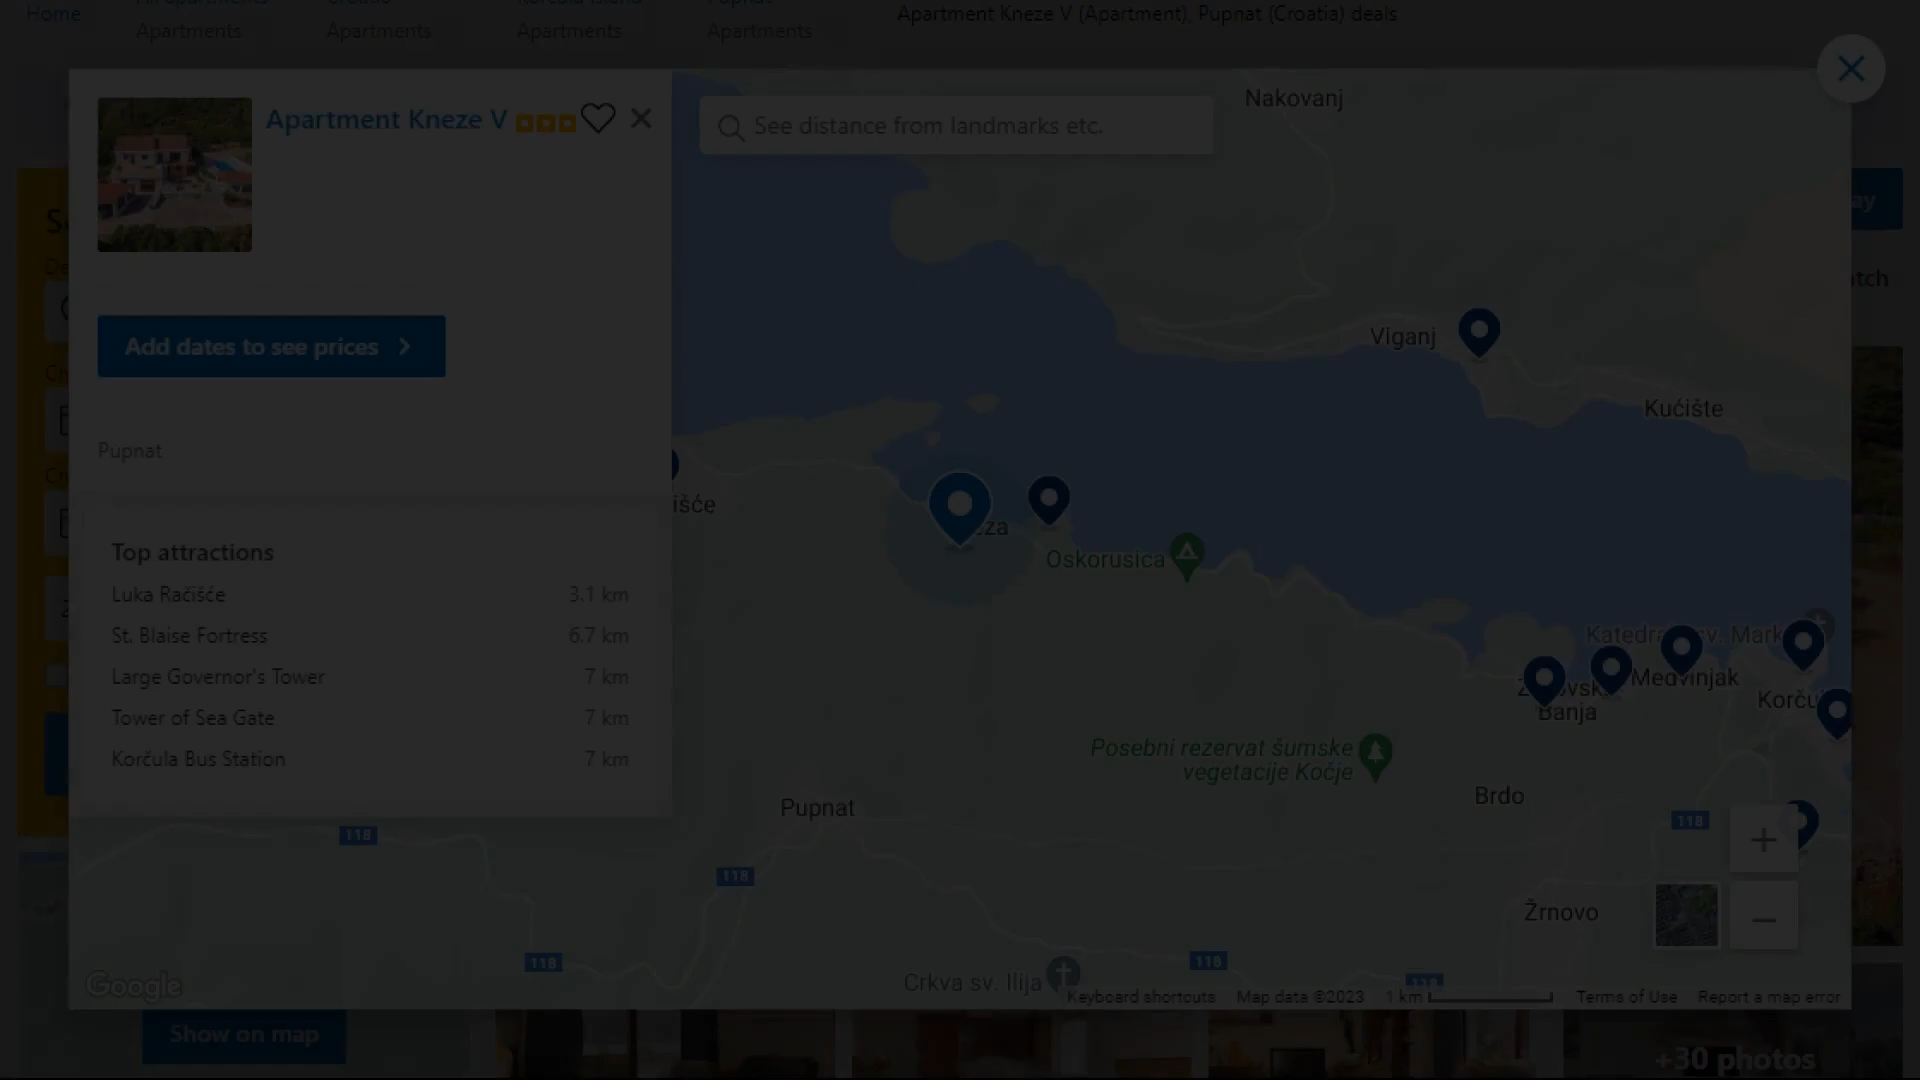 Home
Apartments
Apartments
Apartments
Apartments
Apartment Kneze V (Apartment), Pupnat (Croatia) deals
Apartment Kneze V
See distance from landmarks etc.
Nakovanj
Add dates to see prices
Viganj
Kućište
Pupnat
išće
za
Oskorusica
Top attractions
Luka Račišće 3.1 km
St. Blaise Fortress 6.7 km
Large Governor's Tower 7 km
Tower of Sea Gate 7 km
Korčula Bus Station 7 km
Medvinjak
Korču
Banja
Posebni rezervat šumske
vegetacije Kočje
Pupnat
Brdo
118
118
118
Žrnovo
118
118
Crkva sv. Ilija
Google
Keyboard shortcuts Map data ©2023 1 km Terms of Use Report a map error
Show on map
+30 photos